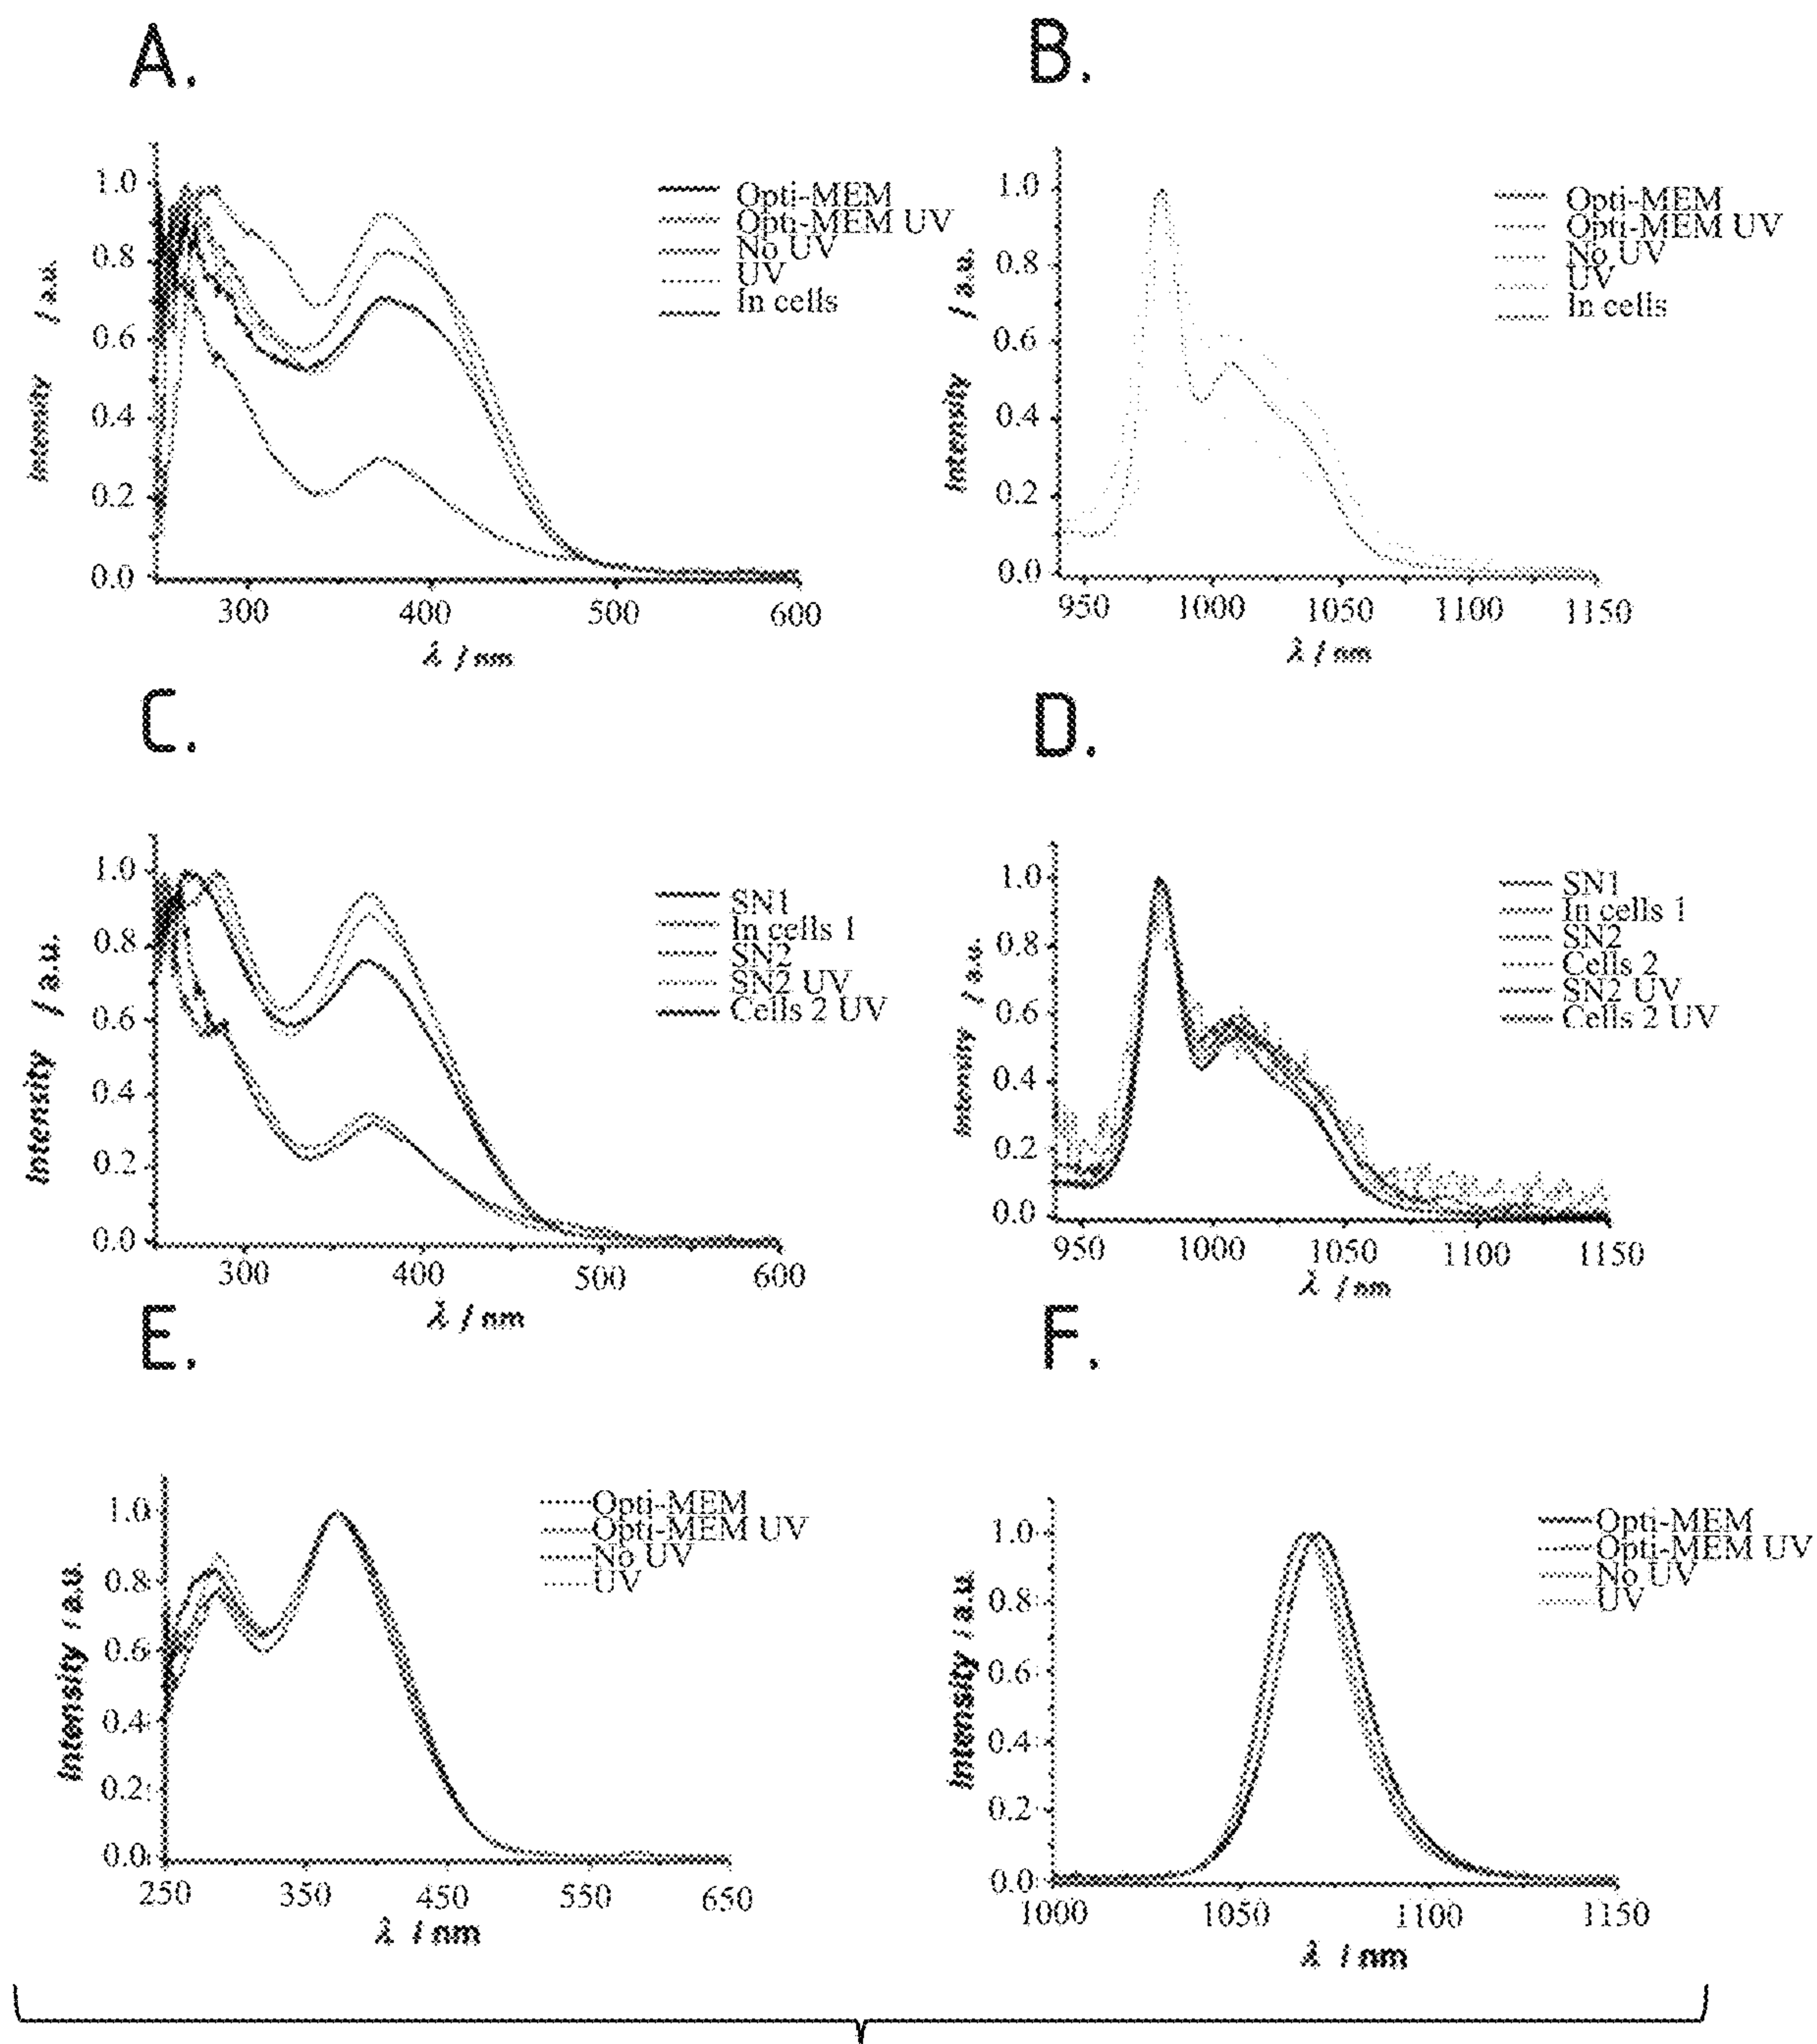 A.
Intensity / a.u.
1.0
0.8
0.6
0.4
0.2
0.0
300 400 500 600
λ / nm
Opti-MEM
Opti-MEM UV
No UV
UV
In cells
B.
Intensity / a.u.
1.0
0.8
0.6
0.4
0.2
0.0
950 1000 1050 1100 1150
λ / nm
Opti-MEM
Opti-MEM UV
No UV
UV
In cells
C.
Intensity / a.u.
1.0
0.8
0.6
0.4
0.2
0.0
300 400 500 600
λ / nm
SN1
In cells 1
SN2
SN2 UV
Cells 2 UV
D.
Intensity / a.u.
1.0
0.8
0.6
0.4
0.2
0.0
950 1000 1050 1100 1150
λ / nm
SN1
In cells 1
SN2
Cells 2
SN2 UV
Cells 2 UV
E.
Intensity / a.u.
1.0
0.8
0.6
0.4
0.2
0.0
250 350 450 550 650
λ / nm
Opti-MEM
Opti-MEM UV
No UV
UV
F.
Intensity / a.u.
1.0
0.8
0.6
0.4
0.2
0.0
1000 1050 1100 1150
λ / nm
Opti-MEM
Opti-MEM UV
No UV
UV